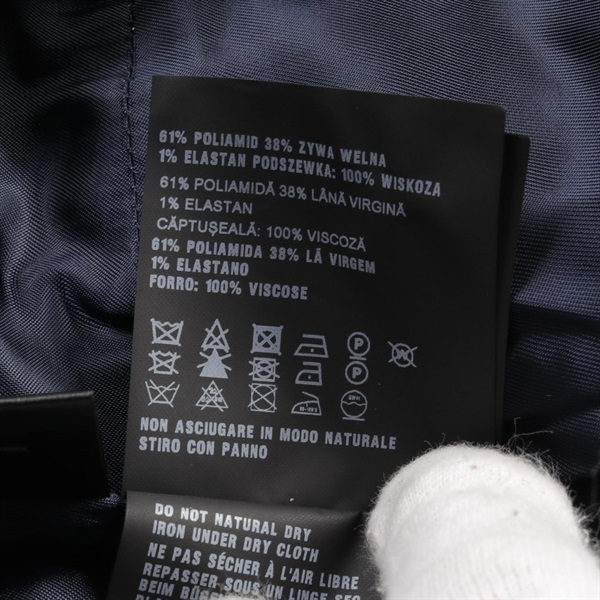 61% POLIAMID 38% ZYWA WELNA
1% ELASTAN PODSZEWKA: 100% WISKOZA
61% POLIAMIDĂ 38% LÂNĂ VIRGINĂ
1% ELASTAN
CĂPTUȘEALĂ: 100% VISCOZĂ
61% POLIAMIDA 38% LÃ VIRGEM
1% ELASTANO
FORRO: 100% VISCOSE
P
W
P
NON ASCIUGARE IN MODO NATURALE
STIRO CON PANNO
DO NOT NATURAL DRY
IRON UNDER DRY CLOTH
NE PAS SÉCHER À L'AIR LIBRE
REPASSER SOUS UN LINGE SEC